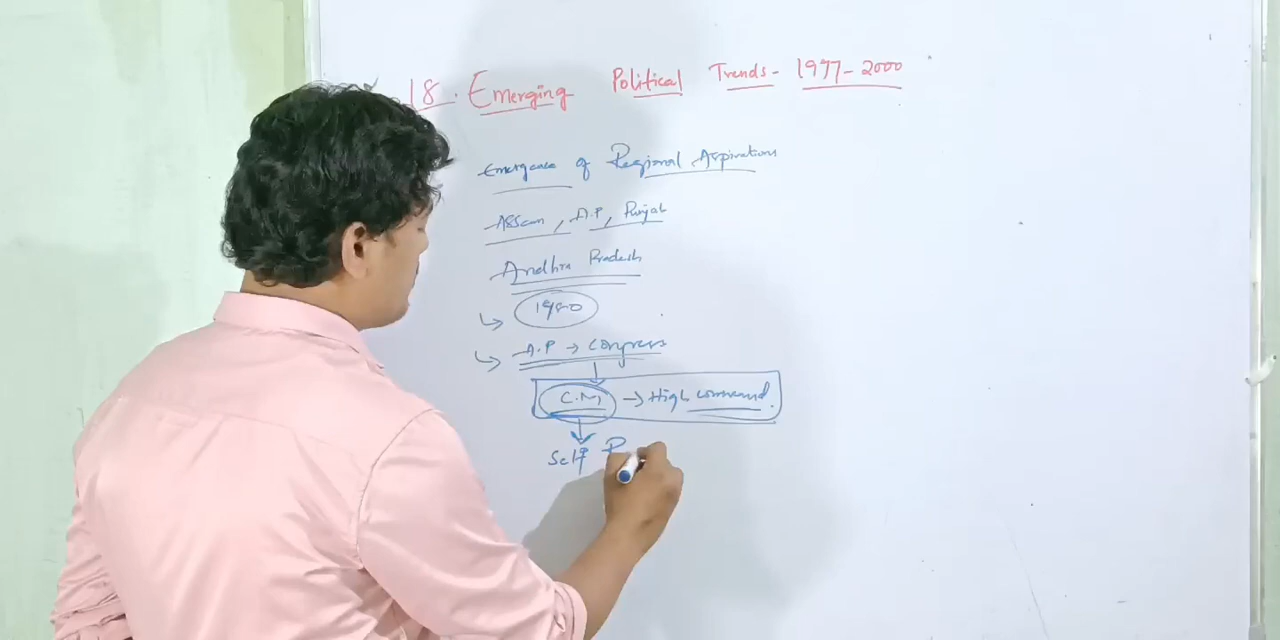 18. Emerging Political Trends - 1977-2000
Emergence of Regional Aspirations
Assam, A.P, Punjab
Andhra Pradesh
↳ 1980
↳ A.P → Congress
C.M → High command.
Self P